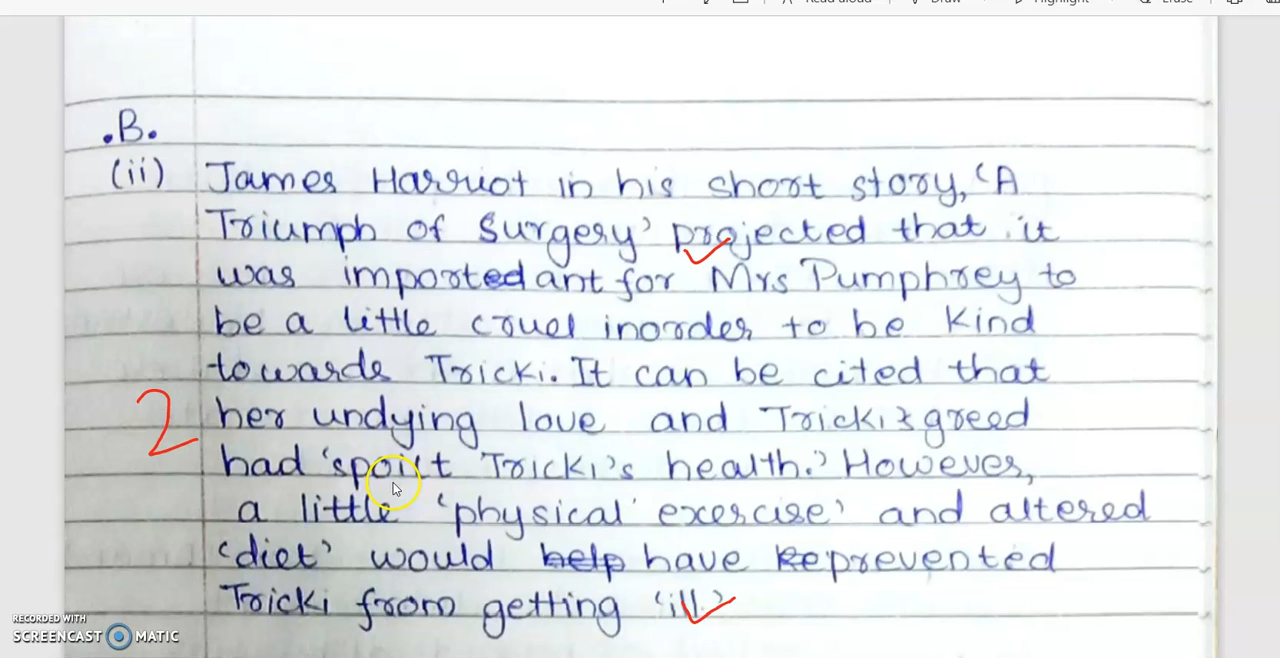 Read aloud Draw Highlight Erase
.B.
(ii) James Harriot in his short story, 'A
Triumph of Surgery' projected that it
was importedant for Mrs Pumphrey to
be a little cruel inorder to be kind
towards Tricki. It can be cited that
2 her undying love and Tricki's greed
had 'spoilt Tricki's health.' However,
a little 'physical exercise' and altered
'diet' would help have Reprevented
Tricki from getting 'ill.'
RECORDED WITH
SCREENCAST MATIC